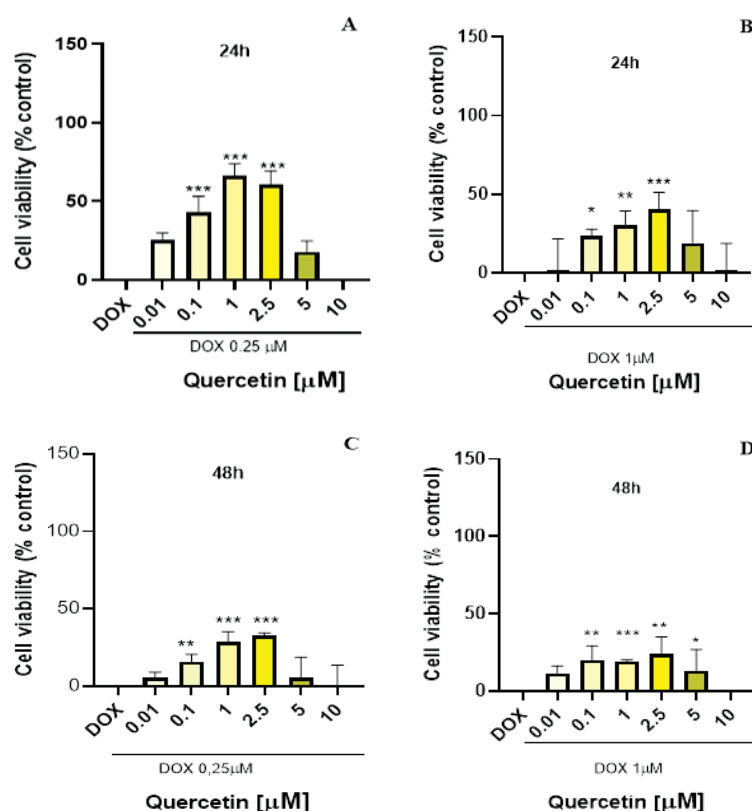 A
24h
Cell viability (% control)
150
100
50
0
***
***
***
DOX
0.01
0.1
1
2.5
5
10
DOX 0.25 μM
Quercetin [μM]
B
24h
Cell viability (% control)
150
100
50
0
*
**
***
DOX
0.01
0.1
1
2.5
5
10
DOX 1μM
Quercetin [μM]
C
48h
Cell viability (% control)
150
100
50
0
**
***
***
DOX
0.01
0.1
1
2.5
5
10
DOX 0,25μM
Quercetin [μM]
D
48h
Cell viability (% control)
150
100
50
0
**
***
**
*
DOX
0.01
0.1
1
2.5
5
10
DOX 1μM
Quercetin [μM]